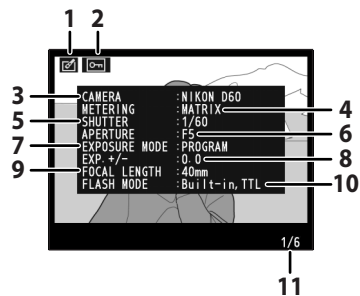 1 2
3 CAMERA :NIKON D60
METERING :MATRIX 4
5 SHUTTER :1/60
APERTURE :F5 6
7 EXPOSURE MODE :PROGRAM
EXP. +/- :0.0 8
9 FOCAL LENGTH :40mm
FLASH MODE :Built-in, TTL 10
1/6
11